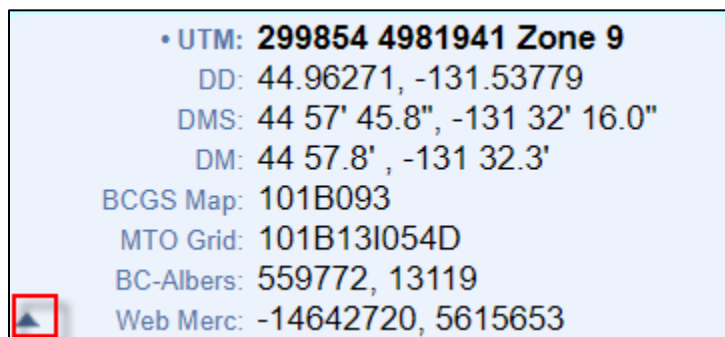 • UTM: 299854 4981941 Zone 9
DD: 44.96271, -131.53779
DMS: 44 57' 45.8", -131 32' 16.0"
DM: 44 57.8' , -131 32.3'
BCGS Map: 101B093
MTO Grid: 101B13I054D
BC-Albers: 559772, 13119
Web Merc: -14642720, 5615653